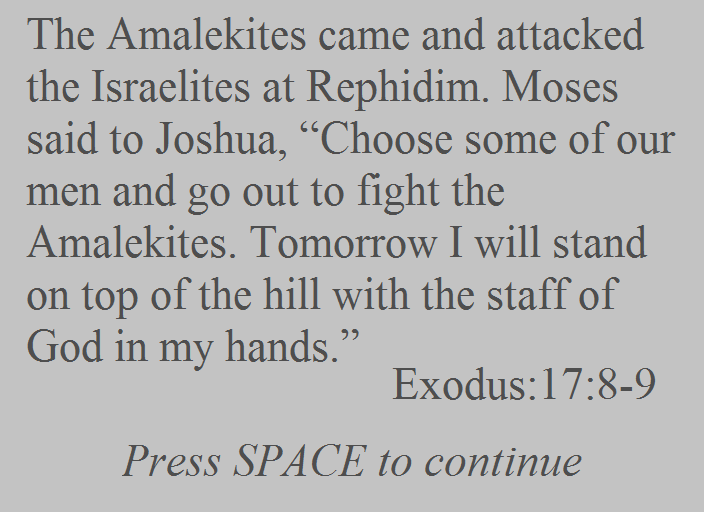 The Amalekites came and attacked
the Israelites at Rephidim. Moses
said to Joshua, “Choose some of our
men and go out to fight the
Amalekites. Tomorrow I will stand
on top of the hill with the staff of
God in my hands.”
Exodus:17:8-9
Press SPACE to continue